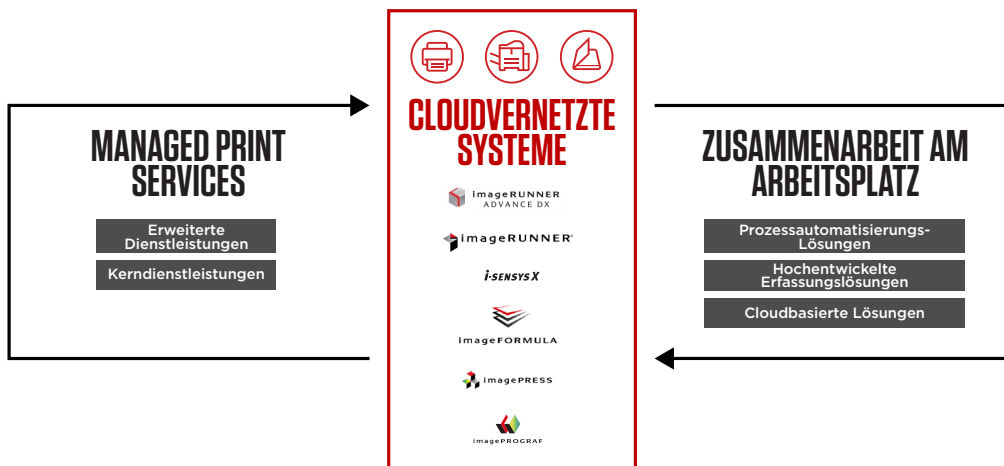 MANAGED PRINT
SERVICES
Erweiterte
Dienstleistungen
Kerndienstleistungen
CLOUDVERNETZTE
SYSTEME
imageRUNNER
ADVANCE DX
imageRUNNER®
i-SENSYS X
imageFORMULA
imagePRESS
imagePROGRAF
ZUSAMMENARBEIT AM
ARBEITSPLATZ
Prozessautomatisierungs-
Lösungen
Hochentwickelte
Erfassungslösungen
Cloudbasierte Lösungen